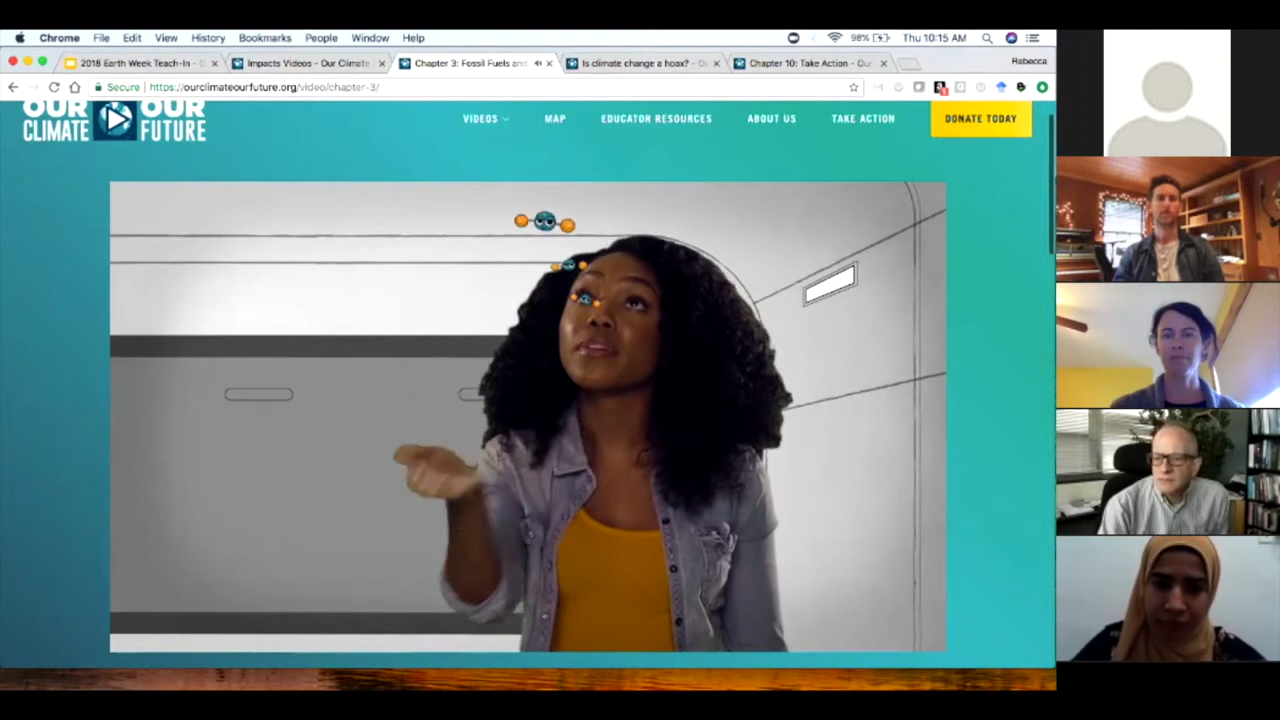 Chrome File Edit View History Bookmarks People Window Help 98% Thu 10:15 AM
Rebecca
2018 Earth Week Teach-In - Impacts Videos - Our Climate Chapter 3: Fossil Fuels and Is climate change a hoax? - Chapter 10: Take Action - Our
Secure https://ourclimateourfuture.org/video/chapter-3/
OUR OUR
CLIMATE FUTURE
VIDEOS MAP EDUCATOR RESOURCES ABOUT US TAKE ACTION DONATE TODAY